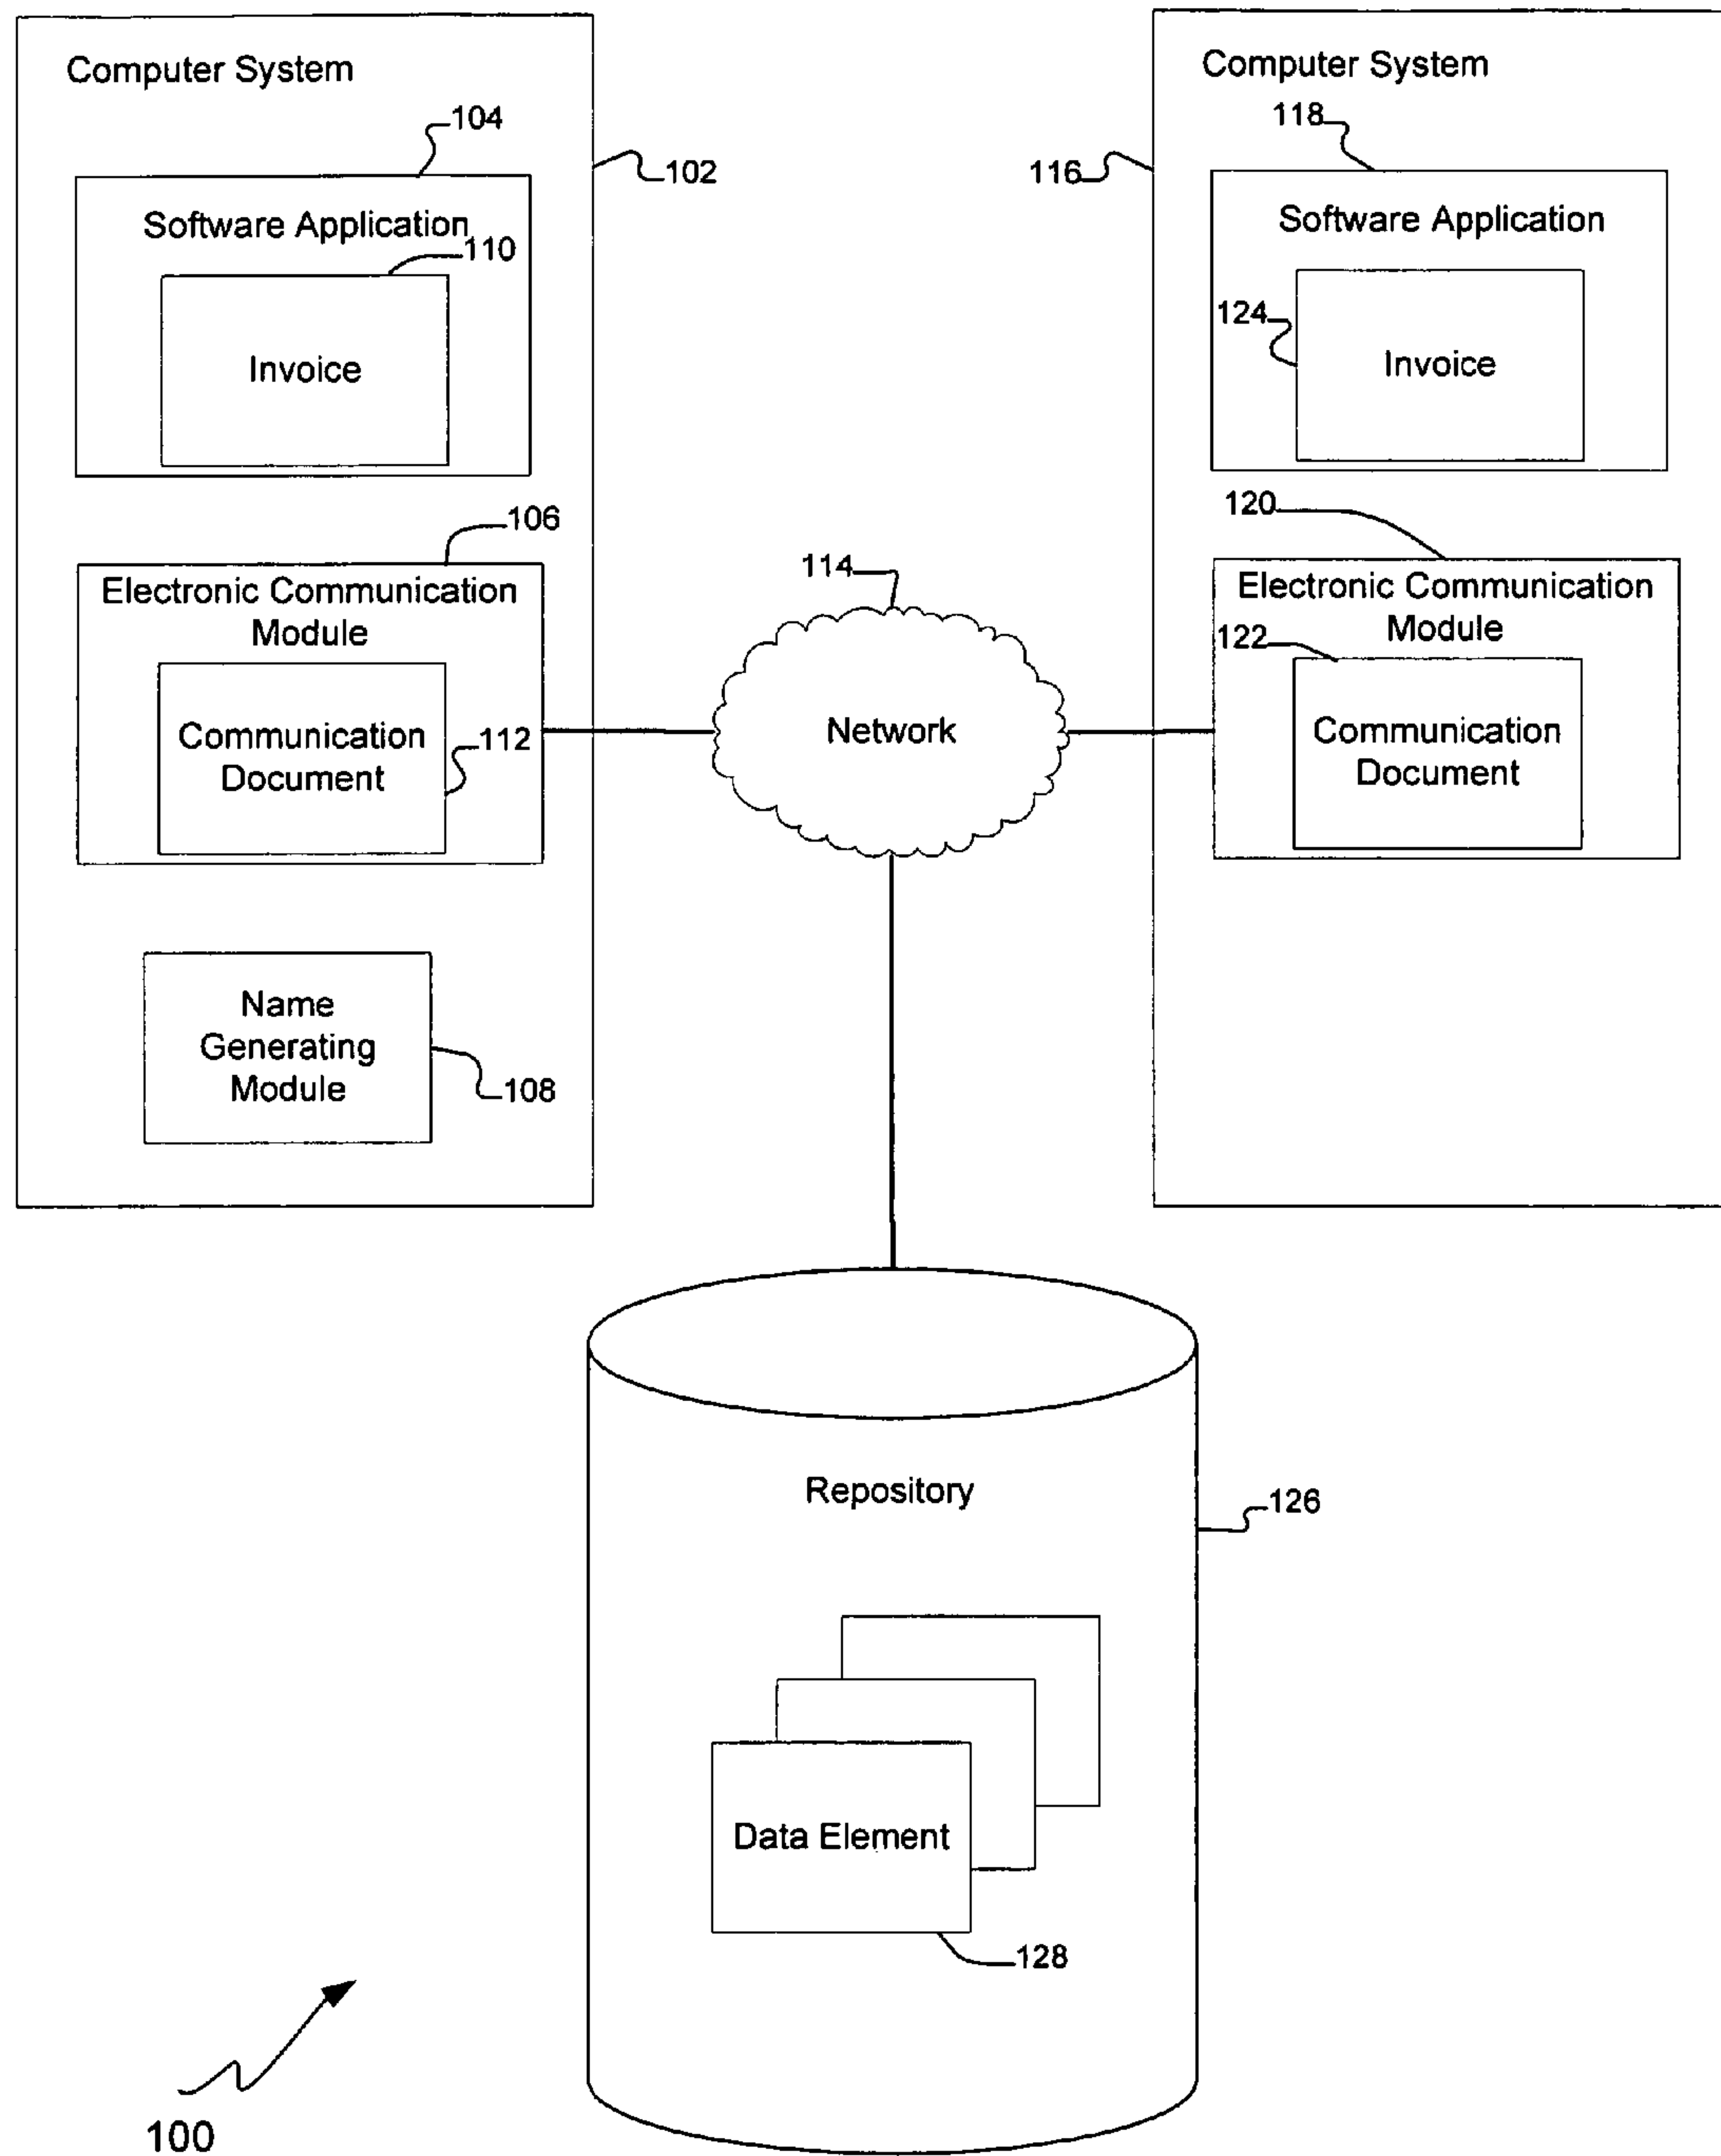 Computer System
104
102
Software Application
110
Invoice
106
Electronic Communication
Module
Communication
Document
112
Name
Generating
Module
108
114
Network
Computer System
118
116
Software Application
124
Invoice
120
Electronic Communication
Module
122
Communication
Document
Repository
126
Data Element
128
100